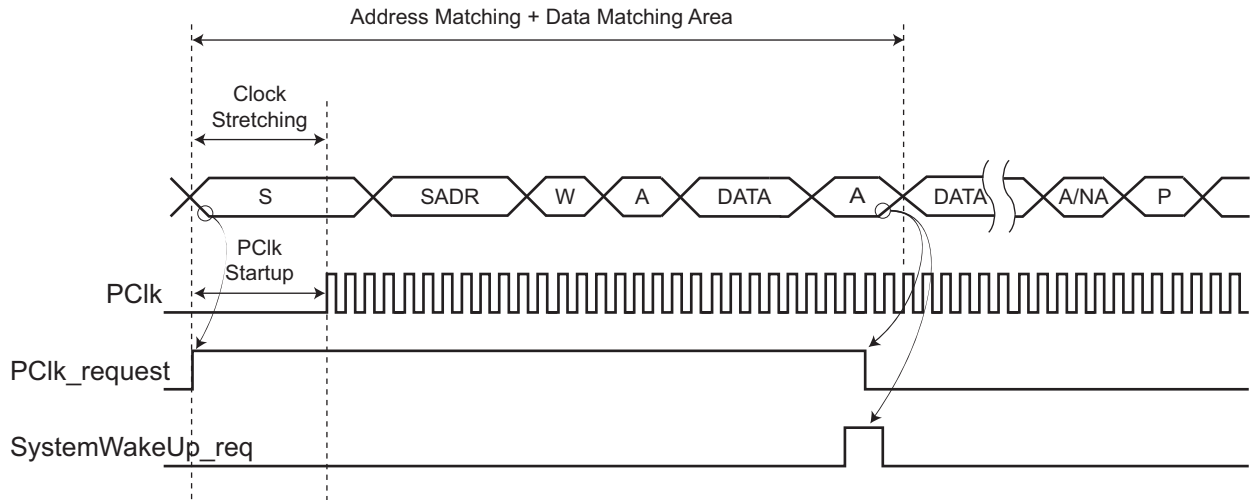 Address Matching + Data Matching Area
Clock
Stretching
S SADR W A DATA A DATA A/NA P
PClk
Startup
PClk
PClk_request
SystemWakeUp_req